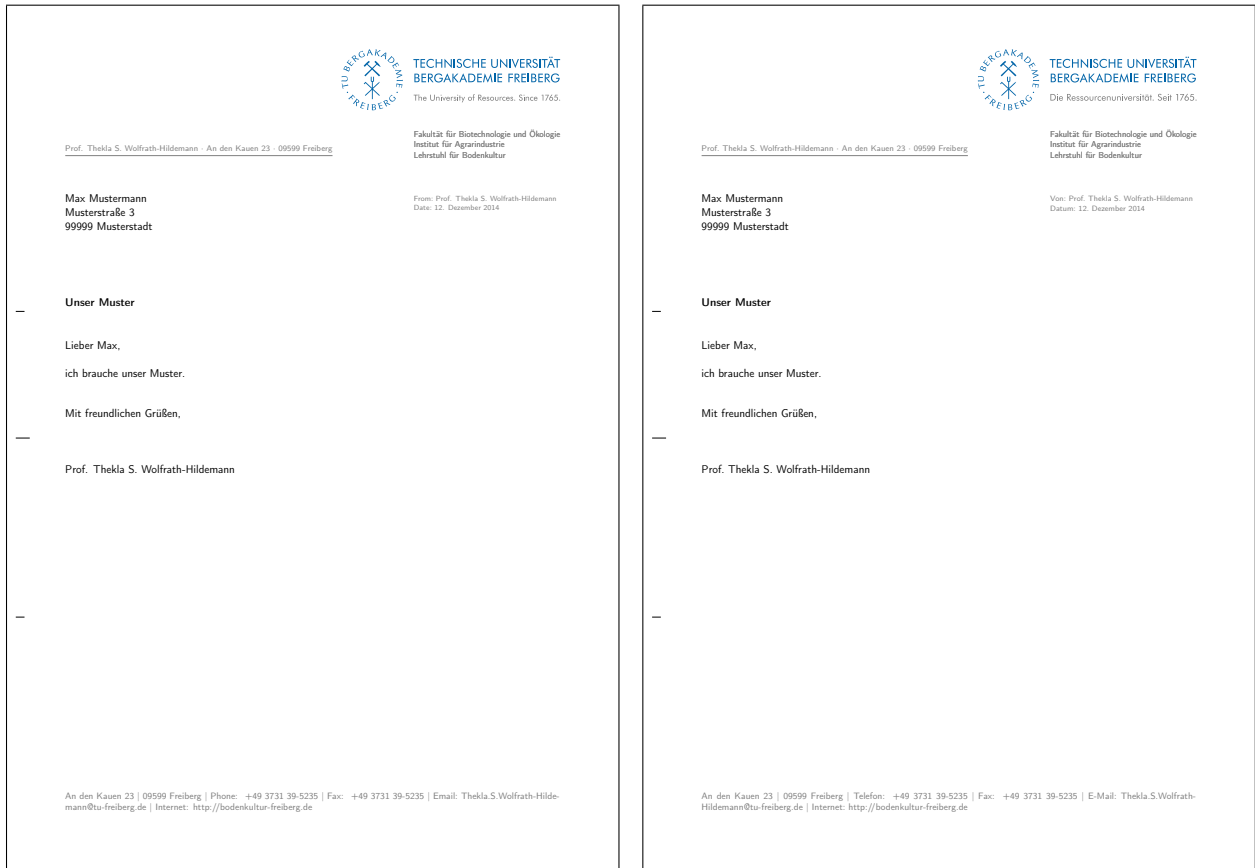 TU BERGAKADEMIE
· FREIBERG ·
TECHNISCHE UNIVERSITÄT
BERGAKADEMIE FREIBERG
The University of Resources. Since 1765.
Fakultät für Biotechnologie und Ökologie
Institut für Agrarindustrie
Lehrstuhl für Bodenkultur
Prof. Thekla S. Wolfrath-Hildemann · An den Kauen 23 · 09599 Freiberg
Max Mustermann
Musterstraße 3
99999 Musterstadt
From: Prof. Thekla S. Wolfrath-Hildemann
Date: 12. Dezember 2014
Unser Muster
Lieber Max,
ich brauche unser Muster.
Mit freundlichen Grüßen,
Prof. Thekla S. Wolfrath-Hildemann
An den Kauen 23 | 09599 Freiberg | Phone: +49 3731 39-5235 | Fax: +49 3731 39-5235 | Email: Thekla.S.Wolfrath-Hilde-
mann@tu-freiberg.de | Internet: http://bodenkultur-freiberg.de
TU BERGAKADEMIE
· FREIBERG ·
TECHNISCHE UNIVERSITÄT
BERGAKADEMIE FREIBERG
Die Ressourcenuniversität. Seit 1765.
Fakultät für Biotechnologie und Ökologie
Institut für Agrarindustrie
Lehrstuhl für Bodenkultur
Prof. Thekla S. Wolfrath-Hildemann · An den Kauen 23 · 09599 Freiberg
Max Mustermann
Musterstraße 3
99999 Musterstadt
Von: Prof. Thekla S. Wolfrath-Hildemann
Datum: 12. Dezember 2014
Unser Muster
Lieber Max,
ich brauche unser Muster.
Mit freundlichen Grüßen,
Prof. Thekla S. Wolfrath-Hildemann
An den Kauen 23 | 09599 Freiberg | Telefon: +49 3731 39-5235 | Fax: +49 3731 39-5235 | E-Mail: Thekla.S.Wolfrath-
Hildemann@tu-freiberg.de | Internet: http://bodenkultur-freiberg.de